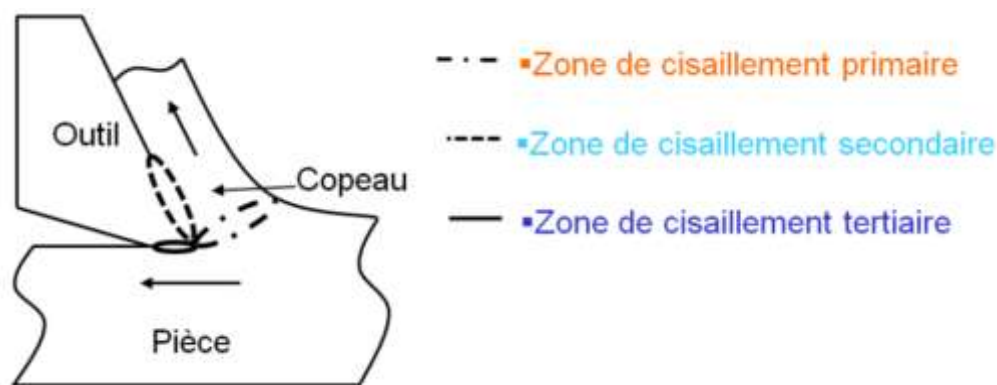 ▪Zone de cisaillement primaire
Outil
▪Zone de cisaillement secondaire
Copeau
▪Zone de cisaillement tertiaire
Pièce